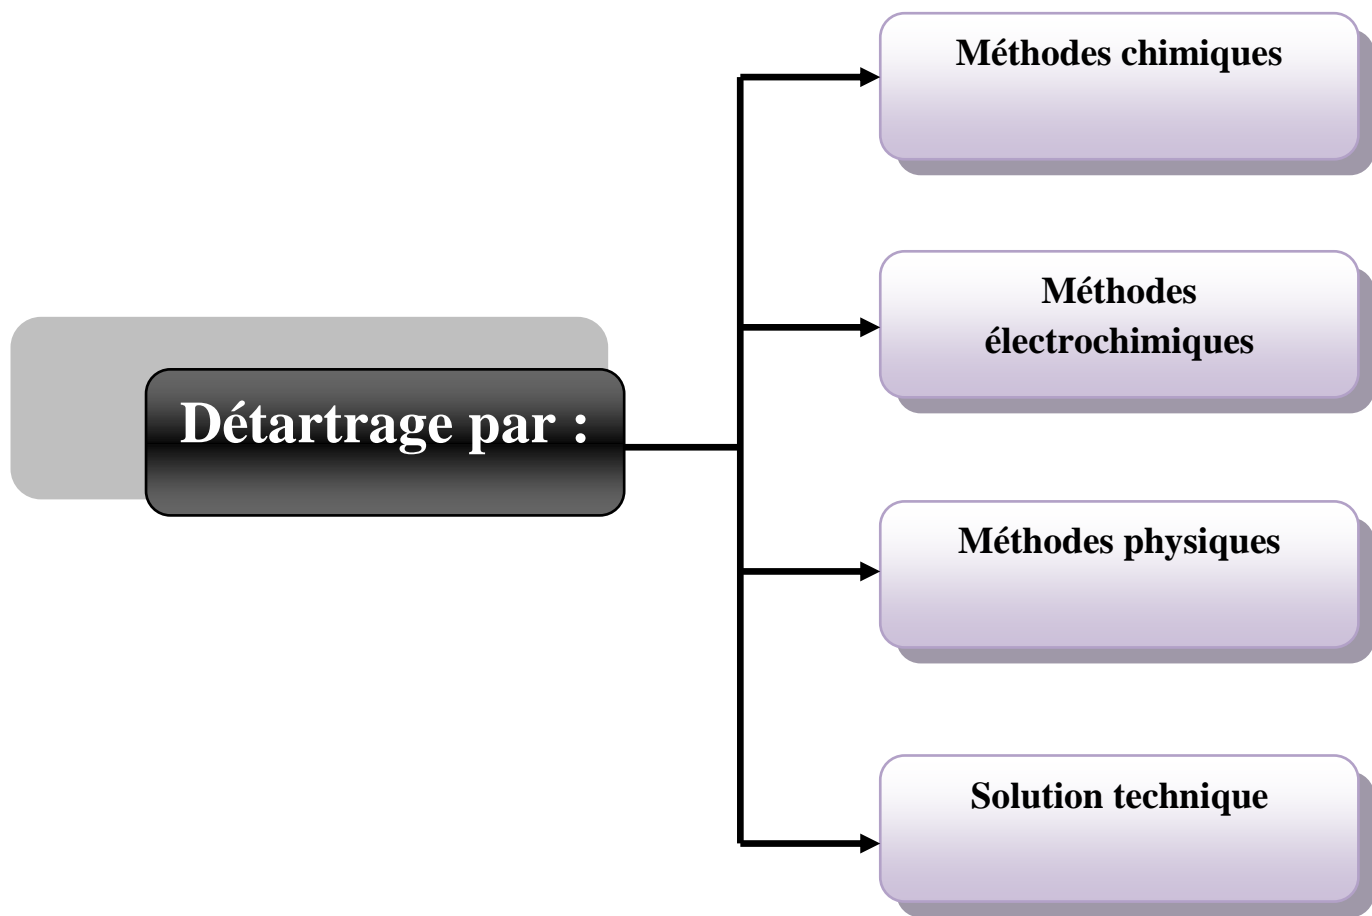 Méthodes chimiques
Méthodes
électrochimiques
Détartrage par :
Méthodes physiques
Solution technique